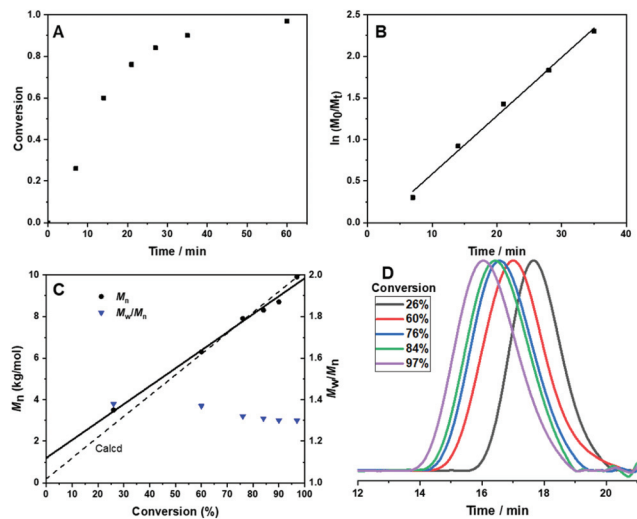 A
Conversion
1.0
0.8
0.6
0.4
0.2
0.0
0 10 20 30 40 50 60
Time / min
B
ln (M0/Mt)
2.5
2.0
1.5
1.0
0.5
0.0
0 10 20 30 40
Time / min
C
Mn
Mw/Mn
Mn (kg/mol)
10
8
6
4
2
0
2.0
1.8
1.6
1.4
1.2
1.0
Mw/Mn
Calcd
0 10 20 30 40 50 60 70 80 90 100
Conversion (%)
D
Conversion
26%
60%
76%
84%
97%
12 14 16 18 20
Time / min